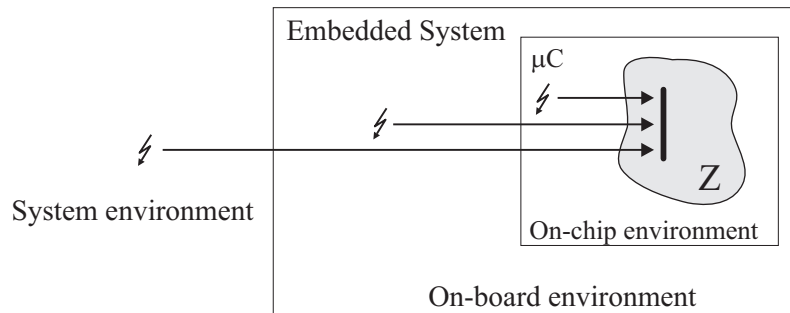 Embedded System
μC
System environment
Z
On-chip environment
On-board environment